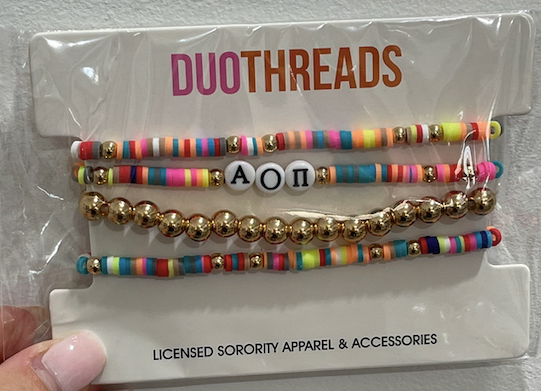 DUOTHREADS
ΑΟΠ
LICENSED SORORITY APPAREL & ACCESSORIES